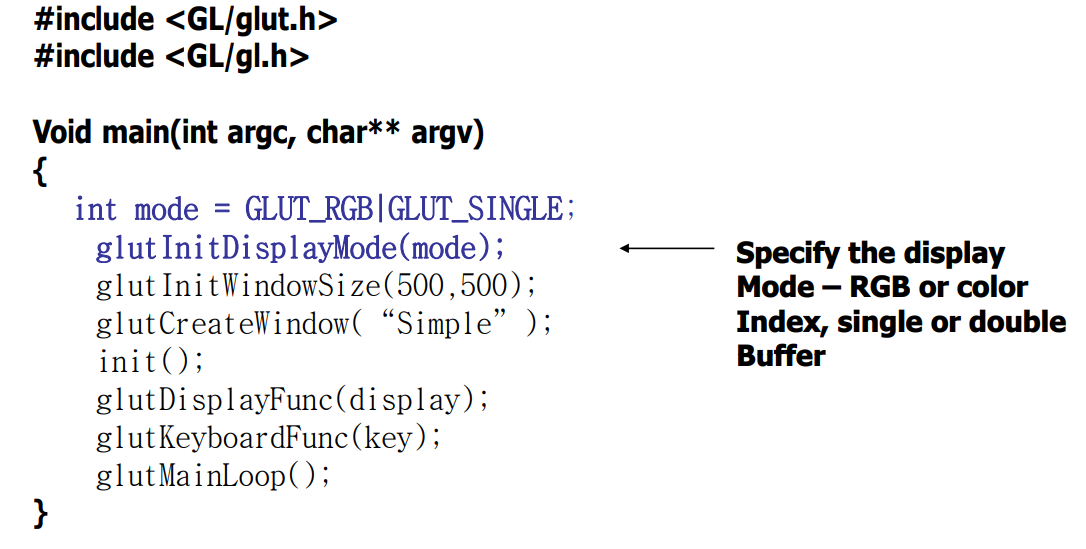 #include <GL/glut.h>
#include <GL/gl.h>
Void main(int argc, char** argv)
{
int mode = GLUT_RGB|GLUT_SINGLE;
glutInitDisplayMode(mode);
glutInitWindowSize(500,500);
glutCreateWindow( “Simple” );
init();
glutDisplayFunc(display);
glutKeyboardFunc(key);
glutMainLoop();
}
Specify the display
Mode – RGB or color
Index, single or double
Buffer